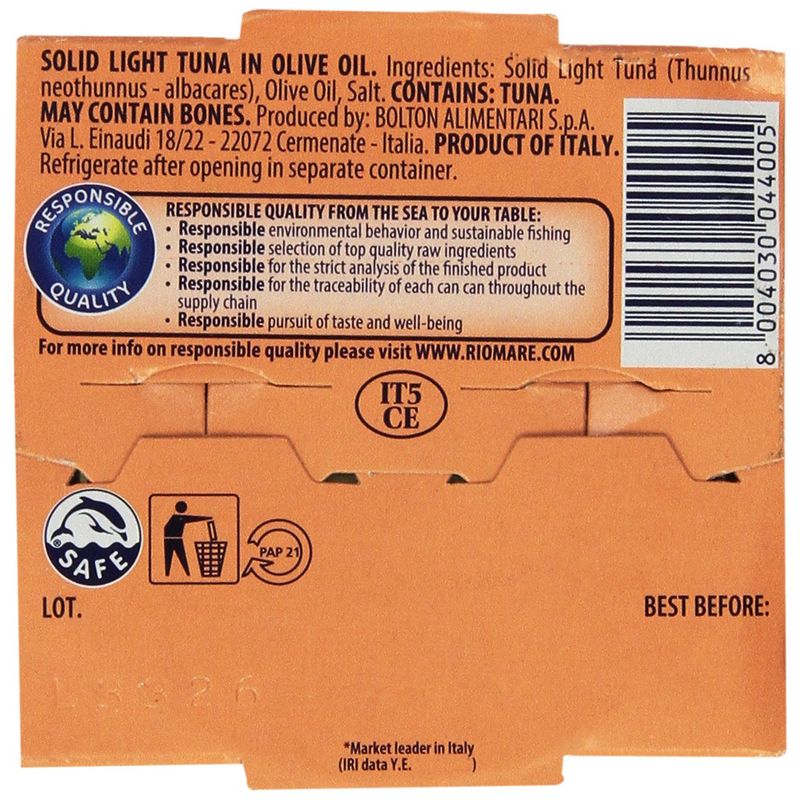 SOLID LIGHT TUNA IN OLIVE OIL. Ingredients: Solid Light Tuna (Thunnus
neothunnus - albacares), Olive Oil, Salt. CONTAINS: TUNA.
MAY CONTAIN BONES. Produced by: BOLTON ALIMENTARI S.p.A.
Via L. Einaudi 18/22 - 22072 Cermenate - Italia. PRODUCT OF ITALY.
Refrigerate after opening in separate container.
RESPONSIBLE QUALITY
RESPONSIBLE QUALITY FROM THE SEA TO YOUR TABLE:
• Responsible environmental behavior and sustainable fishing
• Responsible selection of top quality raw ingredients
• Responsible for the strict analysis of the finished product
• Responsible for the traceability of each can throughout the
supply chain
• Responsible pursuit of taste and well-being
For more info on responsible quality please visit WWW.RIOMARE.COM
8 004030 044005
IT5
CE
® SAFE
PAP 21
LOT.
BEST BEFORE:
L3326
*Market leader in Italy
(IRI data Y.E. )